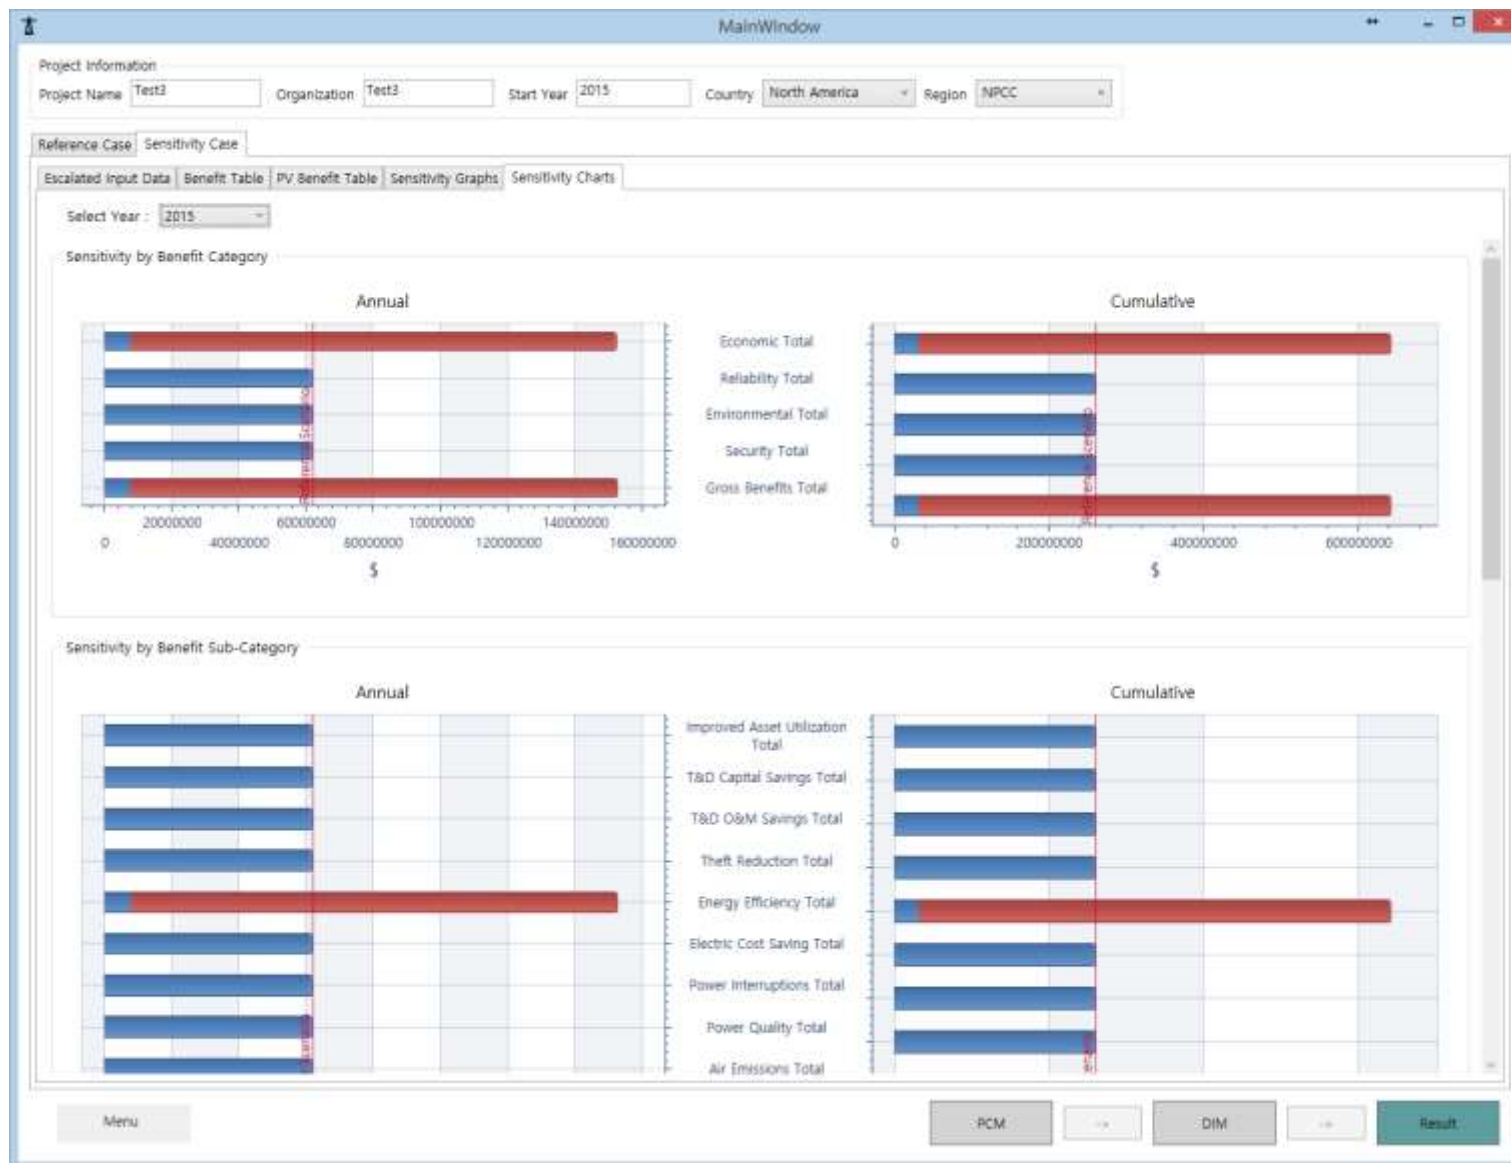 MainWindow
Project Information
Project Name Test3 Organization Test3 Start Year 2015 Country North America Region NPCC
Reference Case Sensitivity Case
Escalated Input Data Benefit Table PV Benefit Table Sensitivity Graphs Sensitivity Charts
Select Year : 2015
Sensitivity by Benefit Category
Annual Cumulative
Economic Total
Reliability Total
Environmental Total
Security Total
Gross Benefits Total
Reference Scenario
Reference Scenario
20000000 60000000 100000000 140000000
0 40000000 80000000 120000000 160000000
0 200000000 400000000 600000000
$ $
Sensitivity by Benefit Sub-Category
Annual Cumulative
Improved Asset Utilization
Total
T&D Capital Savings Total
T&D O&M Savings Total
Theft Reduction Total
Energy Efficiency Total
Electric Cost Saving Total
Power Interruptions Total
Power Quality Total
Air Emissions Total
Menu PCM -> DIM -> Result